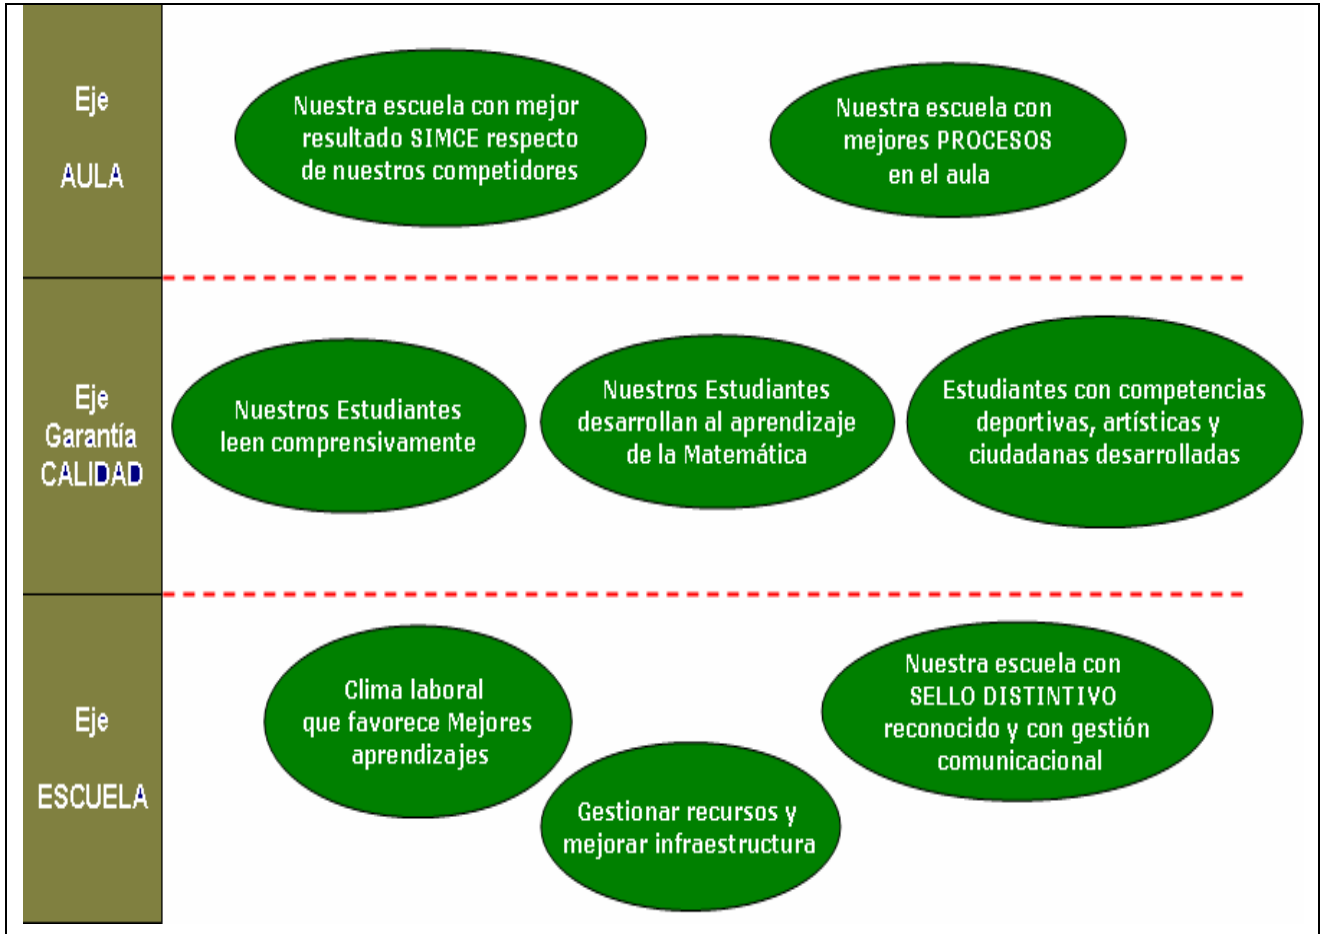 Eje
AULA
Nuestra escuela con mejor
resultado SIMCE respecto
de nuestros competidores
Nuestra escuela con
mejores PROCESOS
en el aula
Eje
Garantía
CALIDAD
Nuestros Estudiantes
leen comprensivamente
Nuestros Estudiantes
desarrollan al aprendizaje
de la Matemática
Estudiantes con competencias
deportivas, artísticas y
ciudadanas desarrolladas
Eje
ESCUELA
Clima laboral
que favorece Mejores
aprendizajes
Gestionar recursos y
mejorar infraestructura
Nuestra escuela con
SELLO DISTINTIVO
reconocido y con gestión
comunicacional